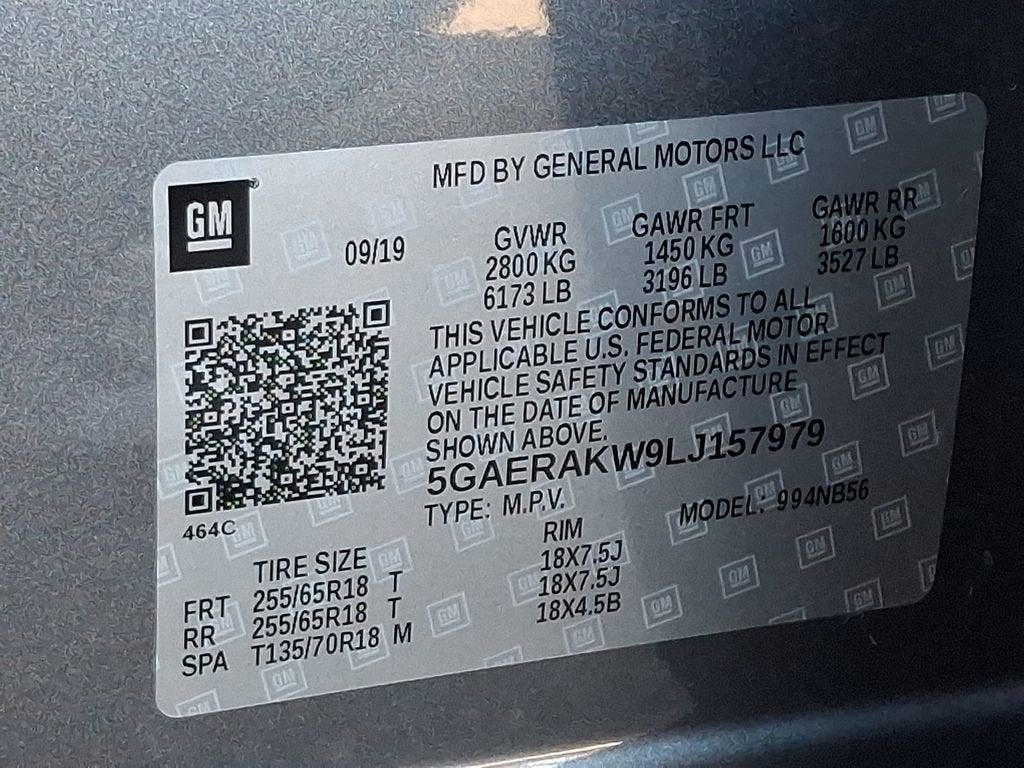 MFD BY GENERAL MOTORS LLC
GM
09/19
GVWR GAWR FRT GAWR RR
2800 KG 1450 KG 1600 KG
6173 LB 3196 LB 3527 LB
THIS VEHICLE CONFORMS TO ALL
APPLICABLE U.S. FEDERAL MOTOR
VEHICLE SAFETY STANDARDS IN EFFECT
ON THE DATE OF MANUFACTURE
SHOWN ABOVE.
5GAERAKW9LJ157979
TYPE: M.P.V. MODEL: 994NB56
464C
TIRE SIZE RIM
FRT 255/65R18 T 18X7.5J
RR 255/65R18 T 18X7.5J
SPA T135/70R18 M 18X4.5B